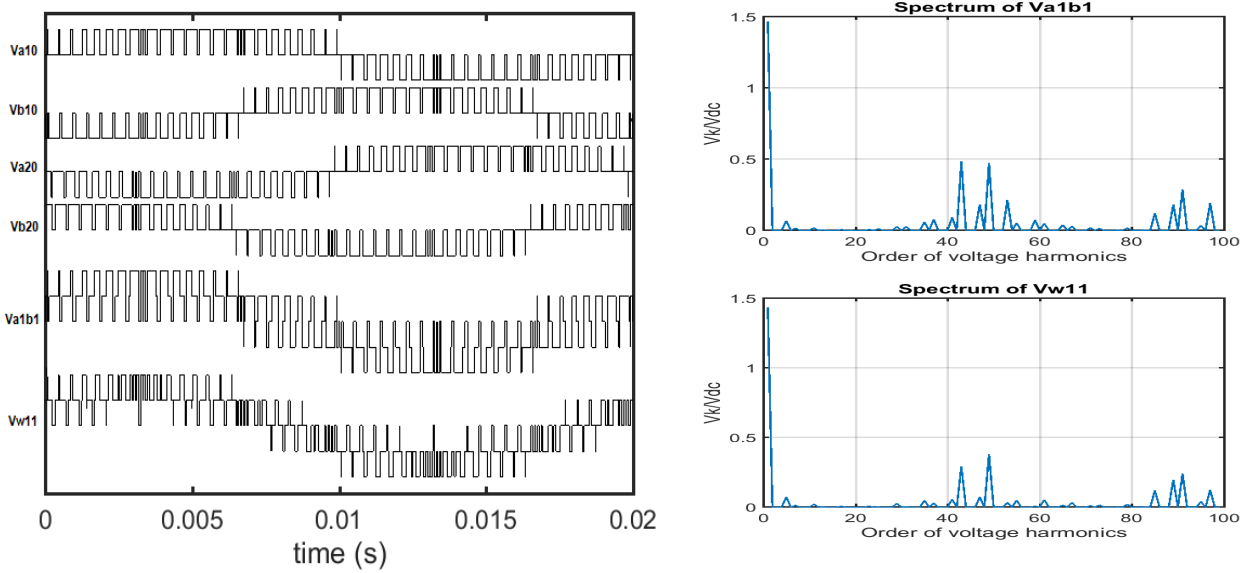 Va10
Vb10
Va20
Vb20
Va1b1
Vw11
0 0.005 0.01 0.015 0.02
time (s)
Spectrum of Va1b1
Vk/Vdc
1.5
1
0.5
0
0 20 40 60 80 100
Order of voltage harmonics
Spectrum of Vw11
Vk/Vdc
1.5
1
0.5
0
0 20 40 60 80 100
Order of voltage harmonics